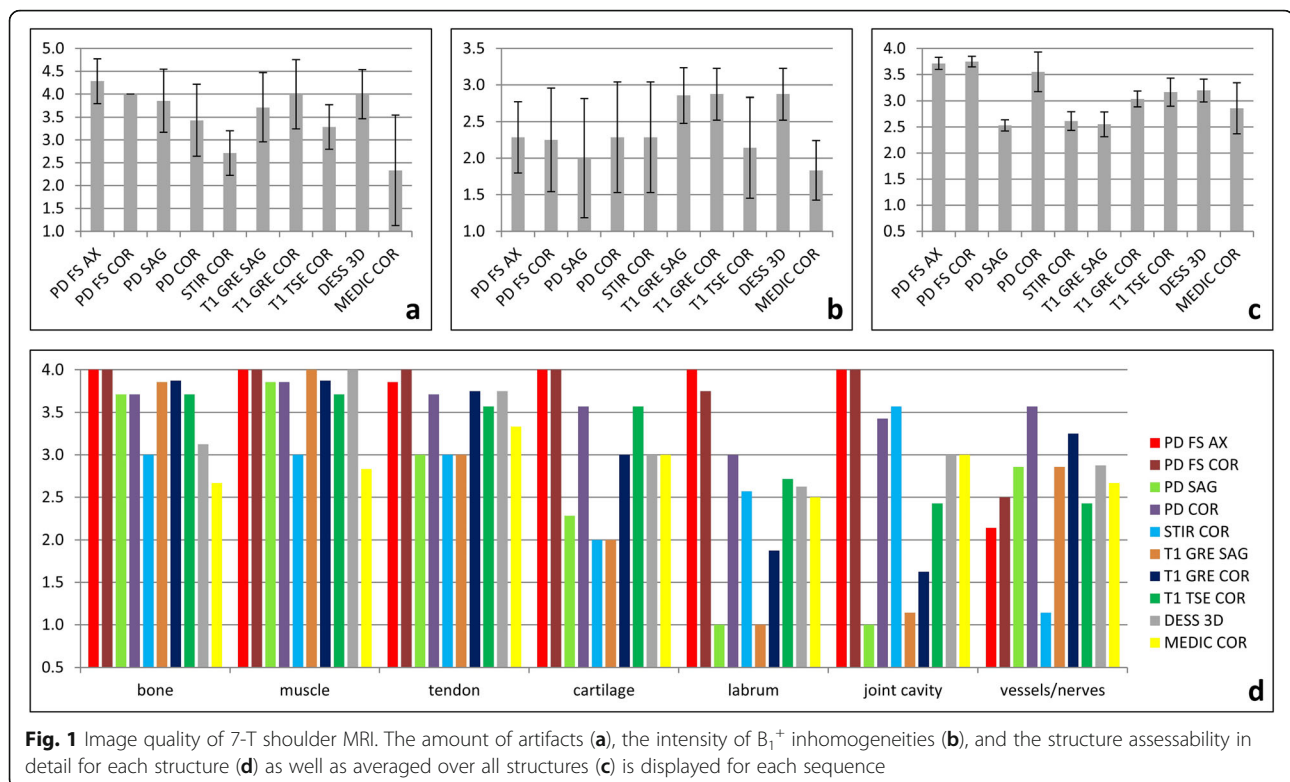 5.0
4.5
4.0
3.5
3.0
2.5
2.0
1.5
1.0
PD FS AX
PD FS COR
PD SAG
PD COR
STIR COR
T1 GRE SAG
T1 GRE COR
T1 TSE COR
DESS 3D
MEDIC COR
a
3.5
3.0
2.5
2.0
1.5
1.0
PD FS AX
PD FS COR
PD SAG
PD COR
STIR COR
T1 GRE SAG
T1 GRE COR
T1 TSE COR
DESS 3D
MEDIC COR
b
4.0
3.5
3.0
2.5
2.0
1.5
1.0
0.5
PD FS AX
PD FS COR
PD SAG
PD COR
STIR COR
T1 GRE SAG
T1 GRE COR
T1 TSE COR
DESS 3D
MEDIC COR
c
4.0
3.5
3.0
2.5
2.0
1.5
1.0
0.5
bone muscle tendon cartilage labrum joint cavity vessels/nerves
PD FS AX
PD FS COR
PD SAG
PD COR
STIR COR
T1 GRE SAG
T1 GRE COR
T1 TSE COR
DESS 3D
MEDIC COR
d
Fig. 1 Image quality of 7-T shoulder MRI. The amount of artifacts (a), the intensity of B₁⁺ inhomogeneities (b), and the structure assessability in
detail for each structure (d) as well as averaged over all structures (c) is displayed for each sequence